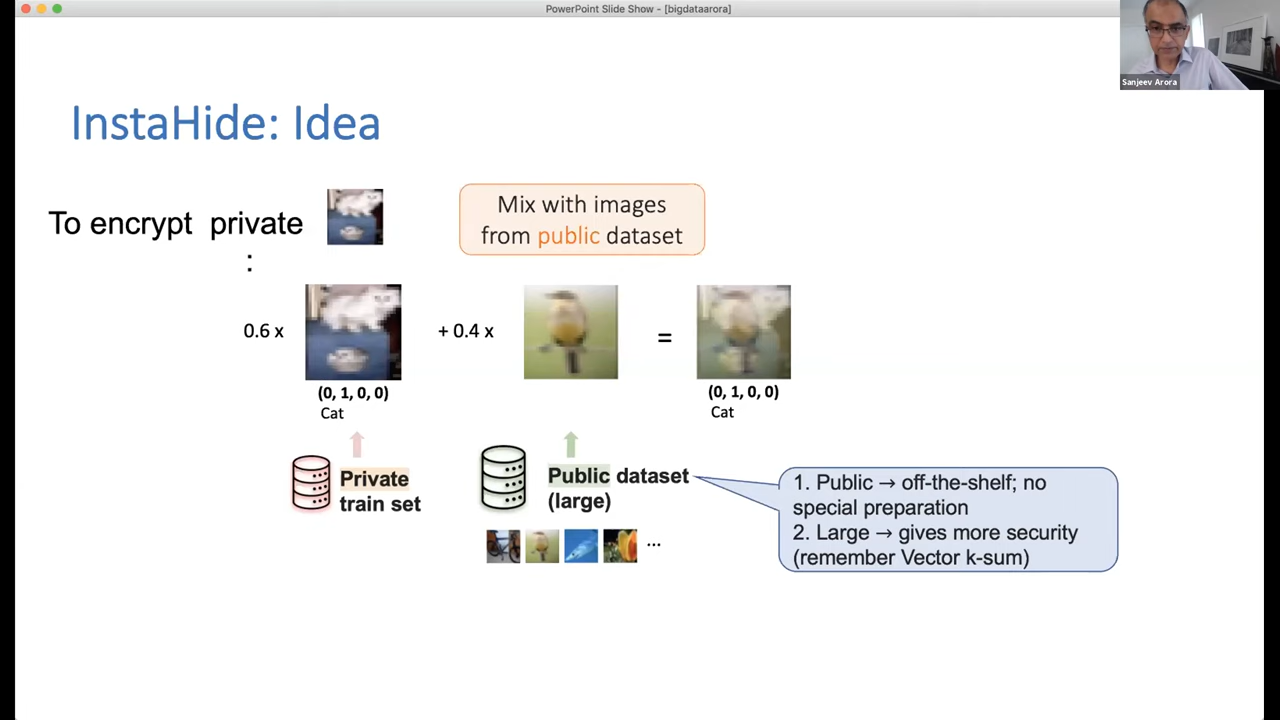 PowerPoint Slide Show - [bigdataarora]
Sanjeev Arora
InstaHide: Idea
To encrypt private
:
Mix with images
from public dataset
0.6 x
+ 0.4 x
=
(0, 1, 0, 0)
Cat
(0, 1, 0, 0)
Cat
Private
train set
Public dataset
(large)
...
1. Public → off-the-shelf; no
special preparation
2. Large → gives more security
(remember Vector k-sum)